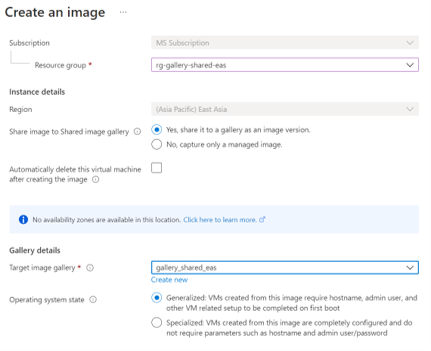 Create an image ...
Subscription
MS Subscription
Resource group *
rg-gallery-shared-eas
Instance details
Region
(Asia Pacific) East Asia
Share image to Shared image gallery
Yes, share it to a gallery as an image version.
No, capture only a managed image.
Automatically delete this virtual machine
after creating the image
No availability zones are available in this location. Click here to learn more.
Gallery details
Target image gallery *
gallery_shared_eas
Create new
Operating system state
Generalized: VMs created from this image require hostname, admin user, and
other VM related setup to be completed on first boot
Specialized: VMs created from this image are completely configured and do
not require parameters such as hostname and admin user/password